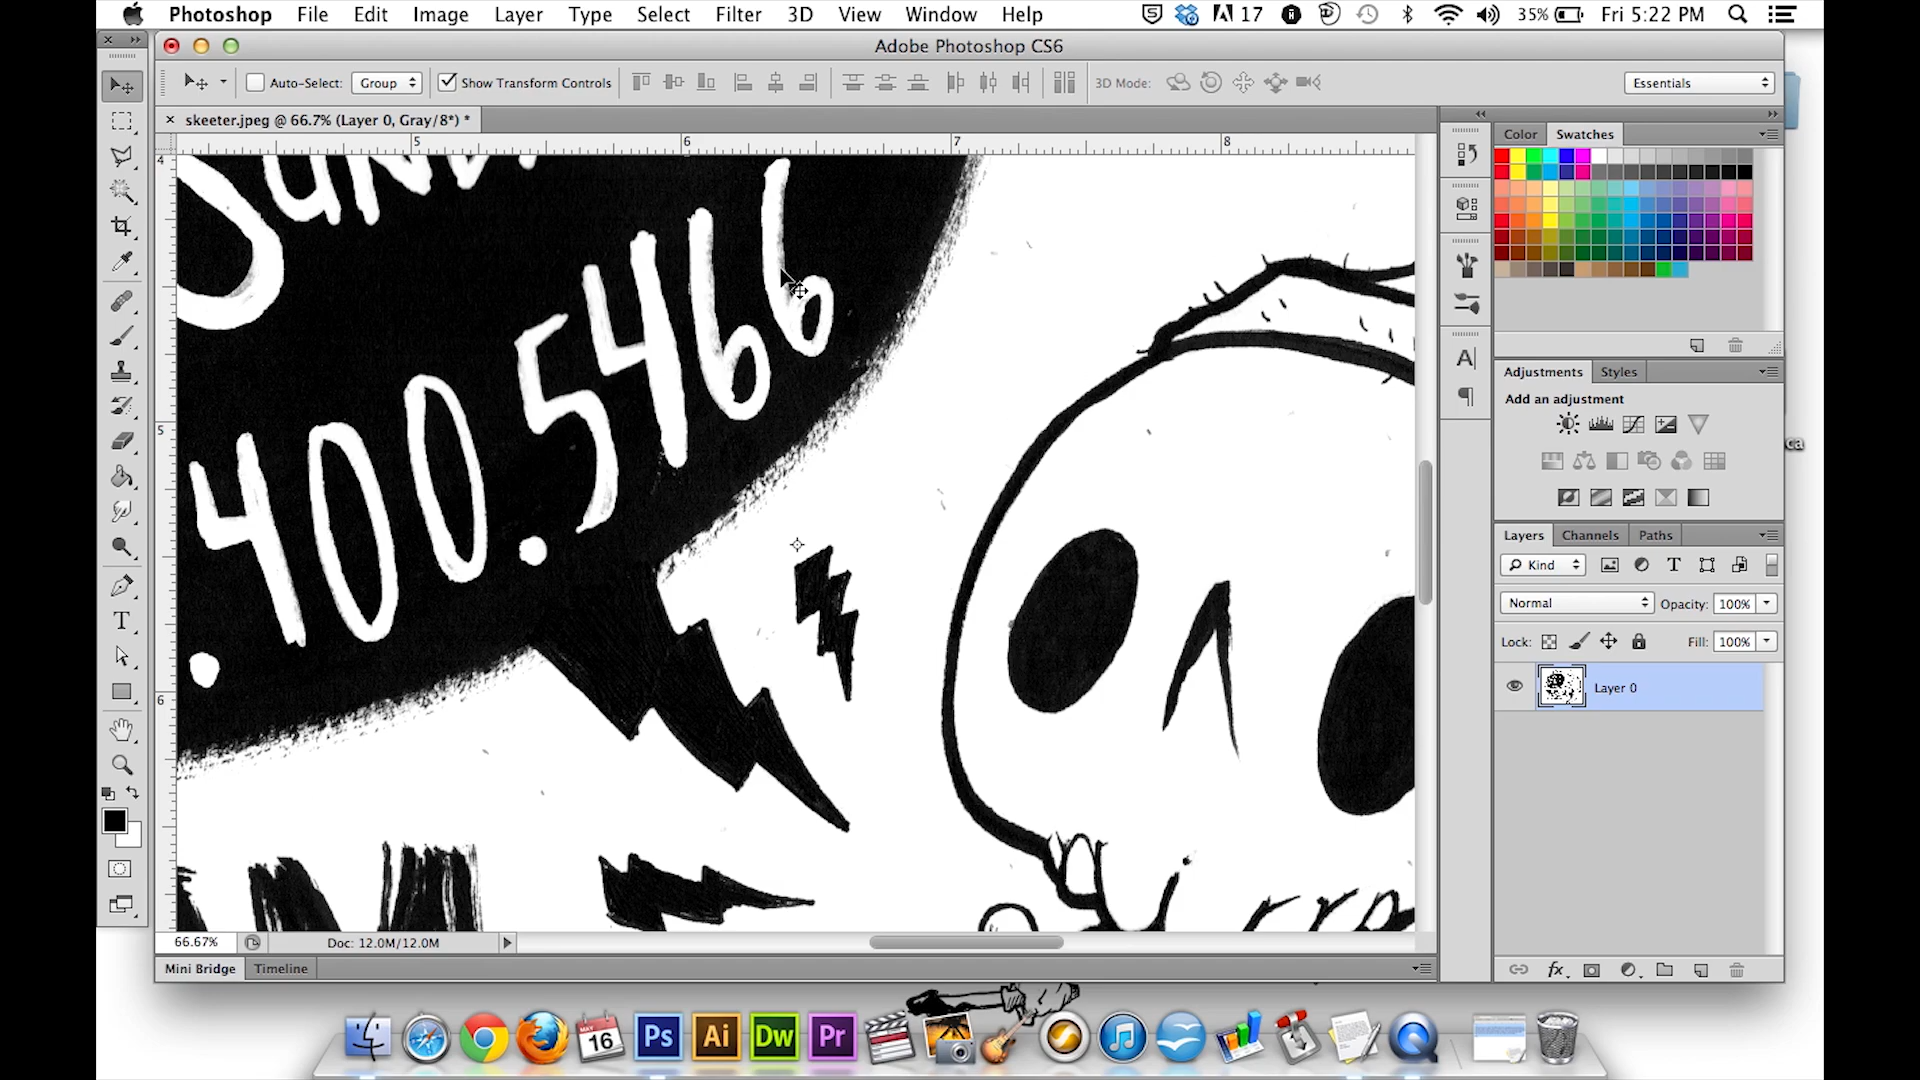 Photoshop File Edit Image Layer Type Select Filter 3D View Window Help 17 35% Fri 5:22 PM
Adobe Photoshop CS6
Auto-Select: Group Show Transform Controls 3D Mode: Essentials
× skeeter.jpeg @ 66.7% (Layer 0, Gray/8*) *
Color Swatches
4 5 6 7 8
5
6
400.5466
Adjustments Styles
Add an adjustment
A|
ca
Layers Channels Paths
Kind T
Normal Opacity: 100%
Lock: Fill: 100%
Layer 0
66.67% Doc: 12.0M/12.0M
fx
Mini Bridge Timeline
MAY
16 Ps Ai Dw Pr